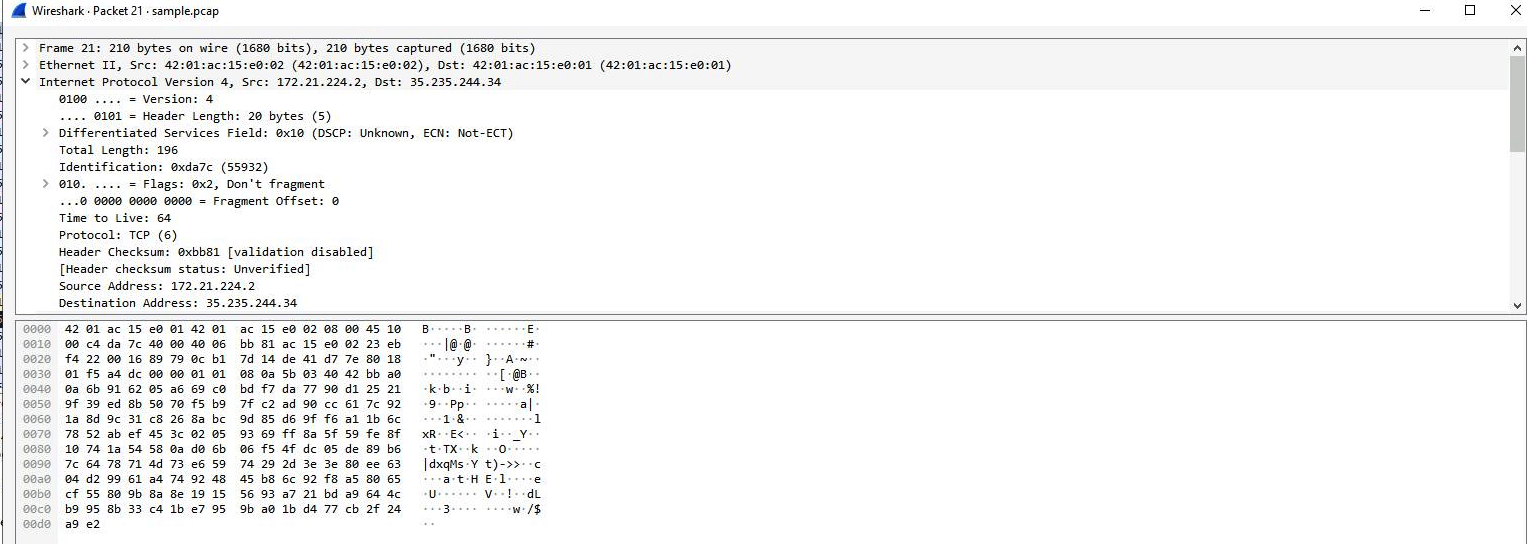 Wireshark · Packet 21 · sample.pcap
Frame 21: 210 bytes on wire (1680 bits), 210 bytes captured (1680 bits)
Ethernet II, Src: 42:01:ac:15:e0:02 (42:01:ac:15:e0:02), Dst: 42:01:ac:15:e0:01 (42:01:ac:15:e0:01)
Internet Protocol Version 4, Src: 172.21.224.2, Dst: 35.235.244.34
0100 .... = Version: 4
.... 0101 = Header Length: 20 bytes (5)
Differentiated Services Field: 0x10 (DSCP: Unknown, ECN: Not-ECT)
Total Length: 196
Identification: 0xda7c (55932)
010. .... = Flags: 0x2, Don't fragment
...0 0000 0000 0000 = Fragment Offset: 0
Time to Live: 64
Protocol: TCP (6)
Header Checksum: 0xbb81 [validation disabled]
[Header checksum status: Unverified]
Source Address: 172.21.224.2
Destination Address: 35.235.244.34
0000 42 01 ac 15 e0 01 42 01 ac 15 e0 02 08 00 45 10 B·····B· ······E·
0010 00 c4 da 7c 40 00 40 06 bb 81 ac 15 e0 02 23 eb ···|@·@· ······#·
0020 f4 22 00 16 89 79 0c b1 7d 14 de 41 d7 7e 80 18 ·"···y·· }··A·~··
0030 01 f5 a4 dc 00 00 01 01 08 0a 5b 03 40 42 bb a0 ········ ··[·@B··
0040 0a 6b 91 62 05 a6 69 c0 bd f7 da 77 90 d1 25 21 ·k·b··i· ···w··%!
0050 9f 39 ed 8b 50 70 f5 b9 7f c2 ad 90 cc 61 7c 92 ·9··Pp·· ·····a|·
0060 1a 8d 9c 31 c8 26 8a bc 9d 85 d6 9f f6 a1 1b 6c ···1·&·· ·······l
0070 78 52 ab ef 45 3c 02 05 93 69 ff 8a 5f 59 fe 8f xR··E<·· ·i··_Y··
0080 10 74 1a 54 58 0a d0 6b 06 f5 4f dc 05 de 89 b6 ·t·TX··k ··O·····
0090 7c 64 78 71 4d 73 e6 59 74 29 2d 3e 3e 80 ee 63 |dxqMs·Y t)->>··c
00a0 04 d2 99 61 a4 74 92 48 45 b8 6c 92 f8 a5 80 65 ···a·t·H E·l····e
00b0 cf 55 80 9b 8a 8e 19 15 56 93 a7 21 bd a9 64 4c ·U······ V··!··dL
00c0 b9 95 8b 33 c4 1b e7 95 9b a0 1b d4 77 cb 2f 24 ···3···· ····w·/$
00d0 a9 e2 ··